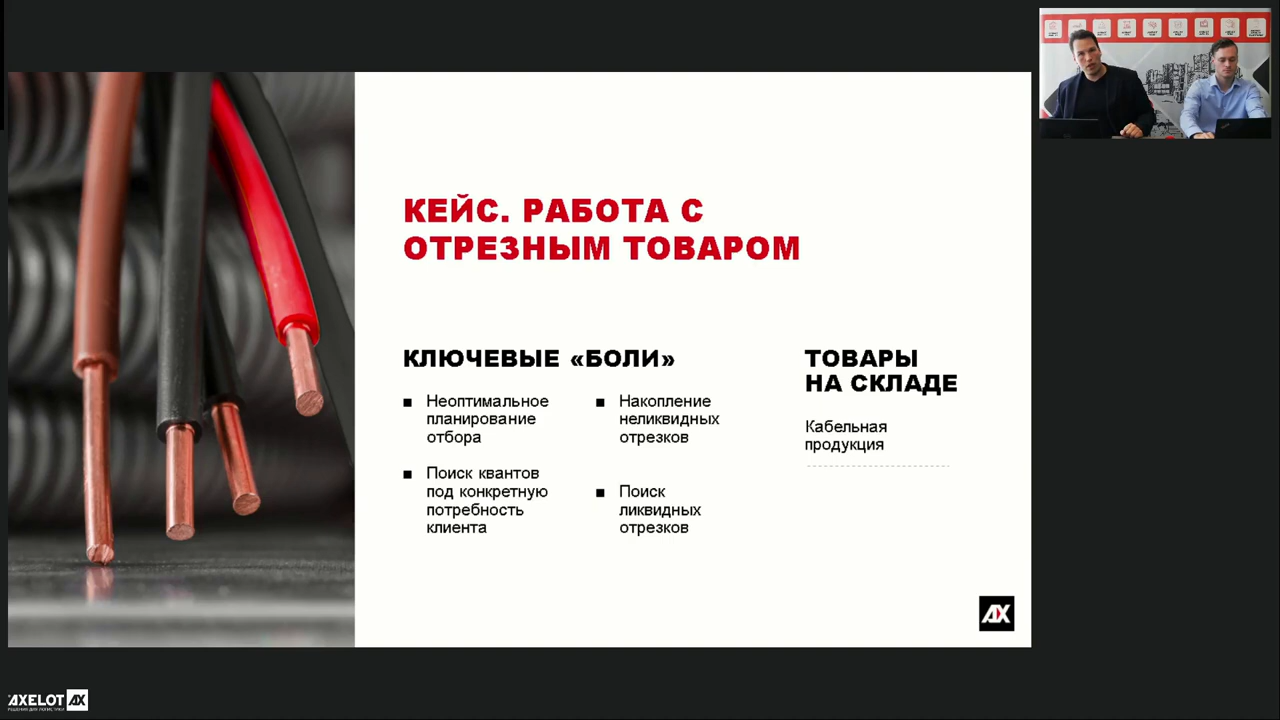 КЕЙС. РАБОТА С
ОТРЕЗНЫМ ТОВАРОМ
КЛЮЧЕВЫЕ «БОЛИ»
■ Неоптимальное
планирование
отбора
■ Поиск квантов
под конкретную
потребность
клиента
■ Накопление
неликвидных
отрезков
■ Поиск
ликвидных
отрезков
ТОВАРЫ
НА СКЛАДЕ
Кабельная
продукция
AX
AXELOT AX